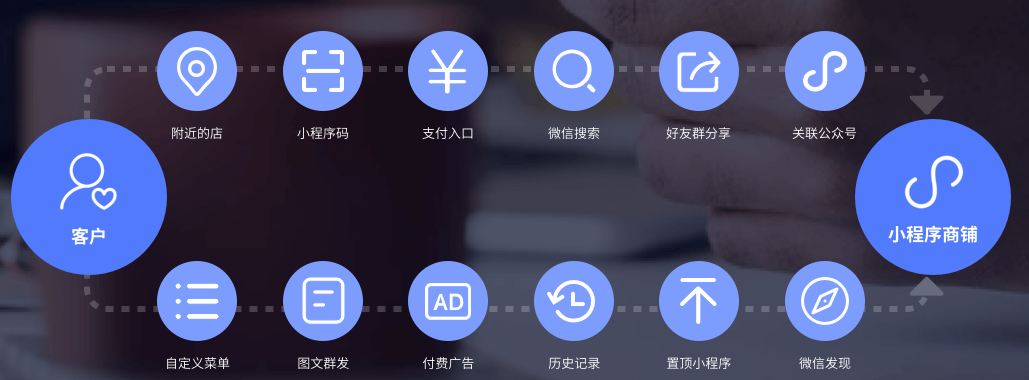 附近的店
小程序码
支付入口
微信搜索
好友群分享
关联公众号
客户
小程序商铺
AD
自定义菜单
图文群发
付费广告
历史记录
置顶小程序
微信发现